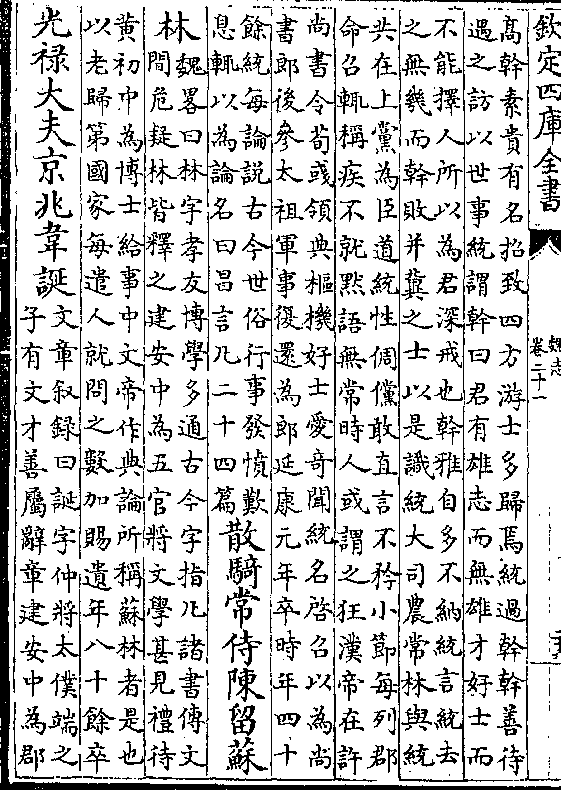 欽定四庫全書
魏志
卷二十一
髙幹素貴有名招致四方游士多歸焉統過幹幹善待
遇之訪以世事統謂幹曰君有雄志而無雄才好士而
不能擇人所以為君深戒也幹雅自多不納統言統去
之無幾而幹敗并冀之士以是識統大司農常林與統
共在上黨為臣道統性倜儻敢直言不矜小節每列郡
命召輒稱疾不就黙語無常時人或謂之狂漢帝在許
尚書令荀彧領典樞機好士愛竒聞統名啓召以為尚
書郎後參太祖軍事復還為郎延康元年卒時年四十
餘統每論説古今世俗行事發憤歎
息輒以為論名曰昌言凡二十四篇
散騎常侍陳留蘇
林
魏畧曰林字孝友博學多通古今字指凡諸書傳文
間危疑林皆釋之建安中為五官將文學甚見禮待
黄初中為博士給事中文帝作典論所稱蘇林者是也
以老歸第國家每遣人就問之數加賜遺年八十餘卒
光禄大夫京兆韋誕
文章叙録曰誕字仲將太僕端之
子有文才善屬辭章建安中為郡